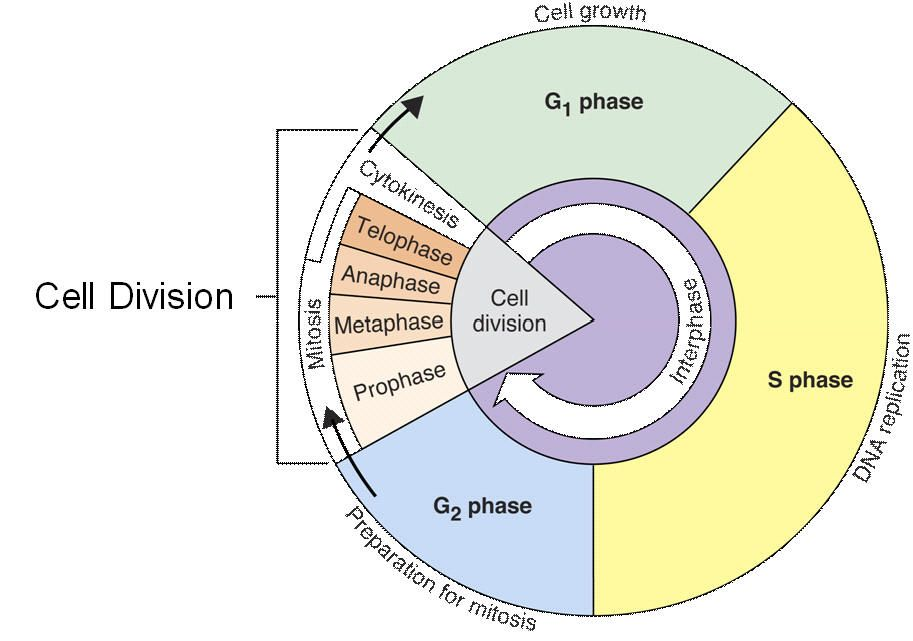 Cell growth
G1 phase
Cytokinesis
Telophase
Anaphase
Metaphase
Prophase
Mitosis
Cell Division
Cell
division
Interphase
S phase
DNA replication
G2 phase
Preparation for mitosis